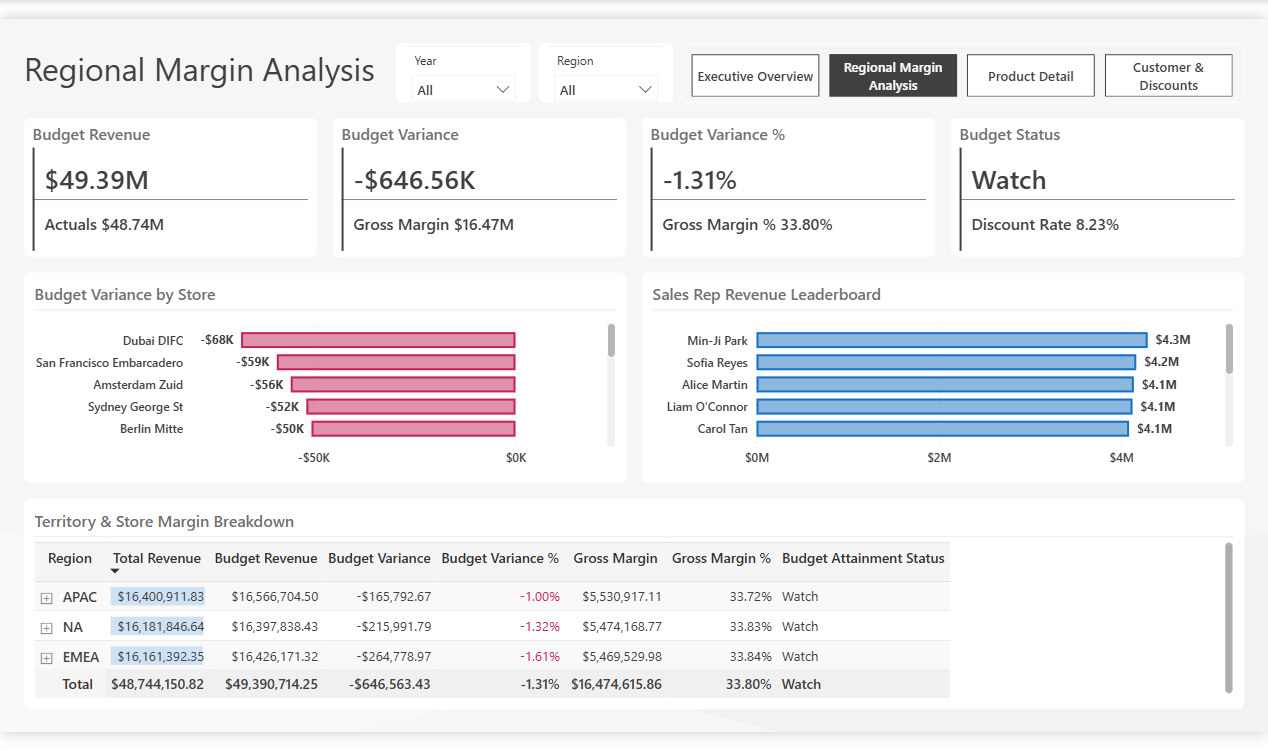 Regional Margin Analysis
Year
All
Region
All
Executive Overview
Regional Margin
Analysis
Product Detail
Customer &
Discounts
Budget Revenue
$49.39M
Actuals $48.74M
Budget Variance
-$646.56K
Gross Margin $16.47M
Budget Variance %
-1.31%
Gross Margin % 33.80%
Budget Status
Watch
Discount Rate 8.23%
Budget Variance by Store
Dubai DIFC -$68K
San Francisco Embarcadero -$59K
Amsterdam Zuid -$56K
Sydney George St -$52K
Berlin Mitte -$50K
-$50K $0K
Sales Rep Revenue Leaderboard
Min-Ji Park $4.3M
Sofia Reyes $4.2M
Alice Martin $4.1M
Liam O'Connor $4.1M
Carol Tan $4.1M
$0M $2M $4M
Territory & Store Margin Breakdown
Region Total Revenue Budget Revenue Budget Variance Budget Variance % Gross Margin Gross Margin % Budget Attainment Status
APAC $16,400,911.83 $16,566,704.50 -$165,792.67 -1.00% $5,530,917.11 33.72% Watch
NA $16,181,846.64 $16,397,838.43 -$215,991.79 -1.32% $5,474,168.77 33.83% Watch
EMEA $16,161,392.35 $16,426,171.32 -$264,778.97 -1.61% $5,469,529.98 33.84% Watch
Total $48,744,150.82 $49,390,714.25 -$646,563.43 -1.31% $16,474,615.86 33.80% Watch